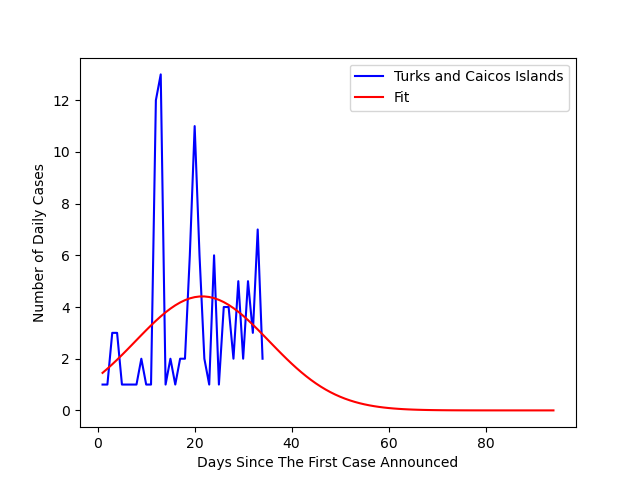 Turks and Caicos Islands
Fit
12
10
8
6
4
2
0
Number of Daily Cases
0 20 40 60 80
Days Since The First Case Announced